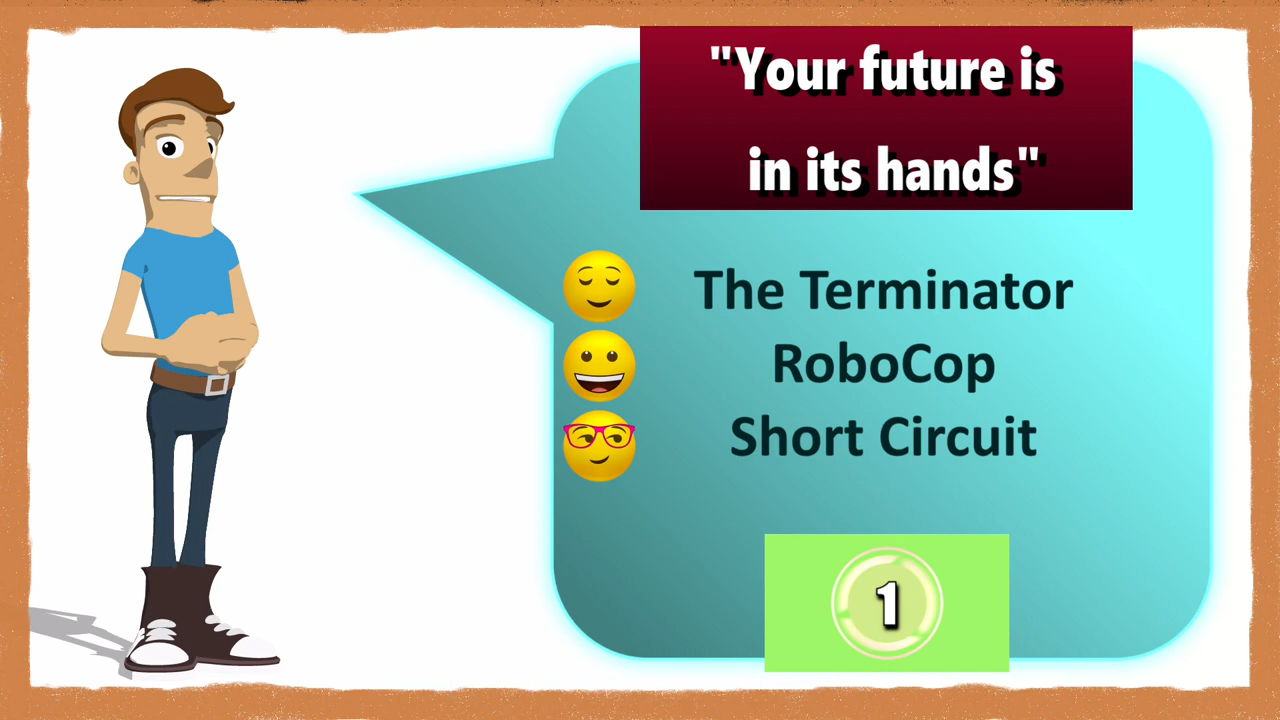 "Your future is
in its hands"
The Terminator
RoboCop
Short Circuit
1